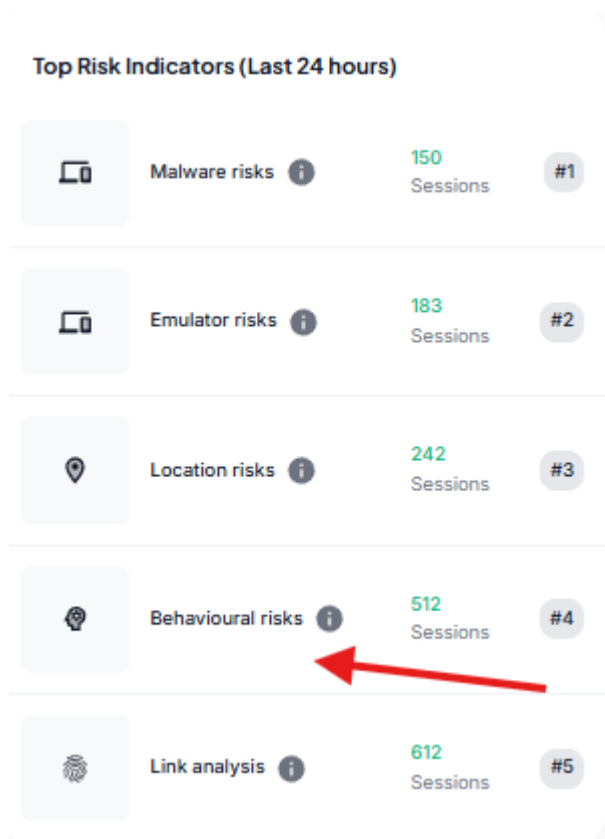 Top Risk Indicators (Last 24 hours)
Malware risks
150
Sessions
#1
Emulator risks
183
Sessions
#2
Location risks
242
Sessions
#3
Behavioural risks
512
Sessions
#4
Link analysis
612
Sessions
#5